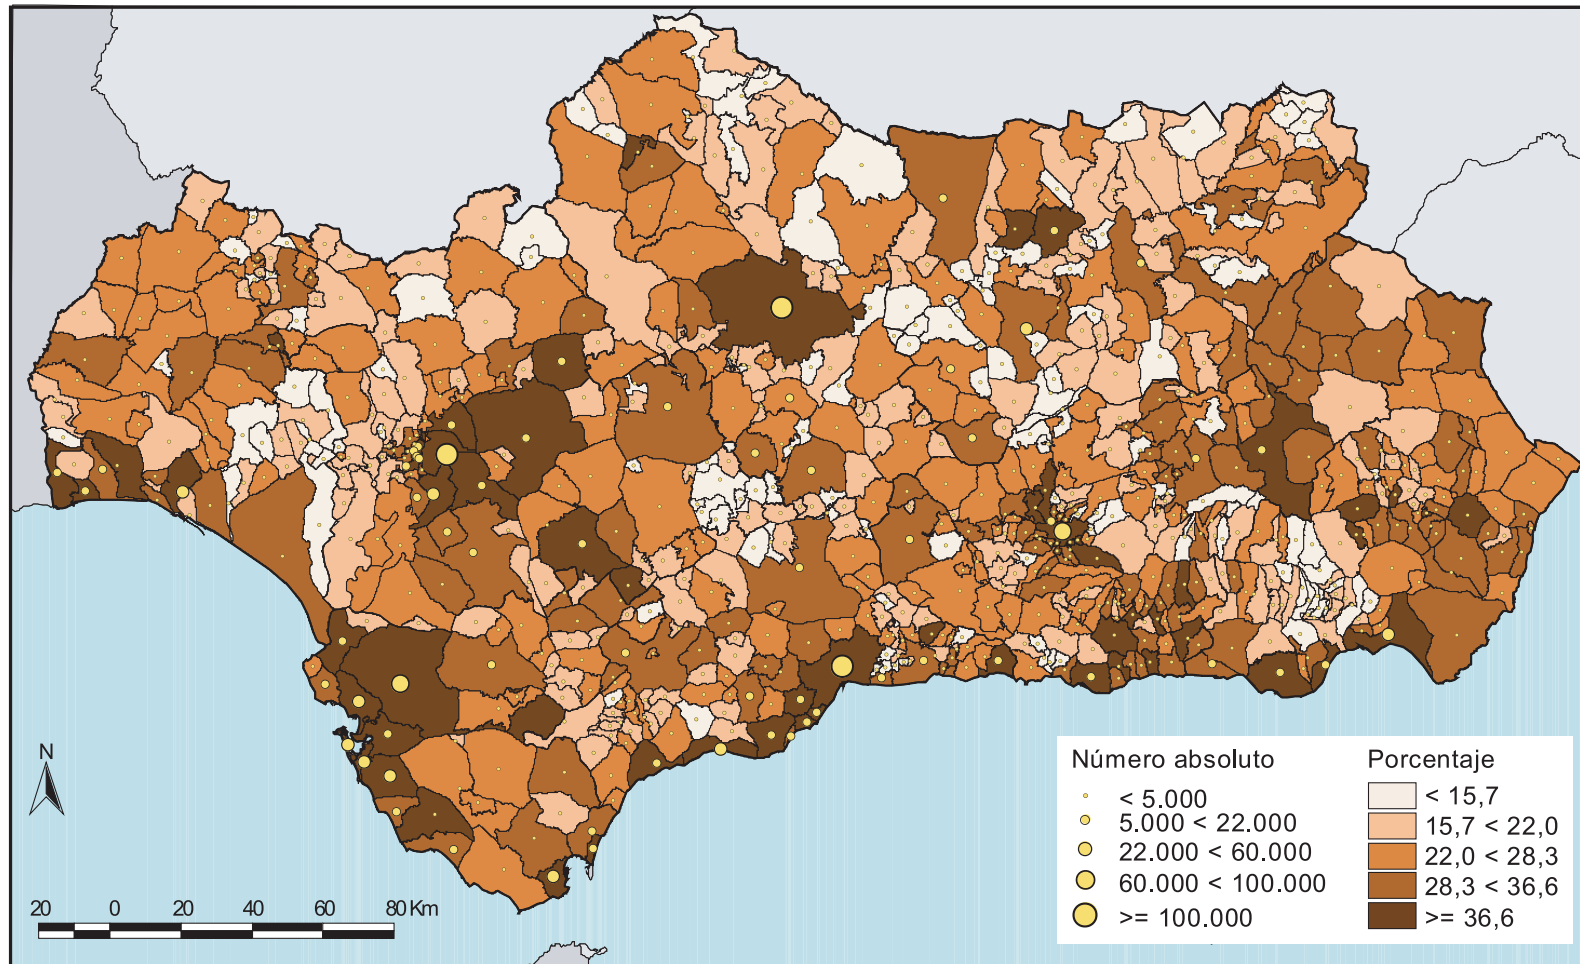 N
20 0 20 40 60 80 Km
Número absoluto
< 5.000
5.000 < 22.000
22.000 < 60.000
60.000 < 100.000
>= 100.000
Porcentaje
< 15,7
15,7 < 22,0
22,0 < 28,3
28,3 < 36,6
>= 36,6